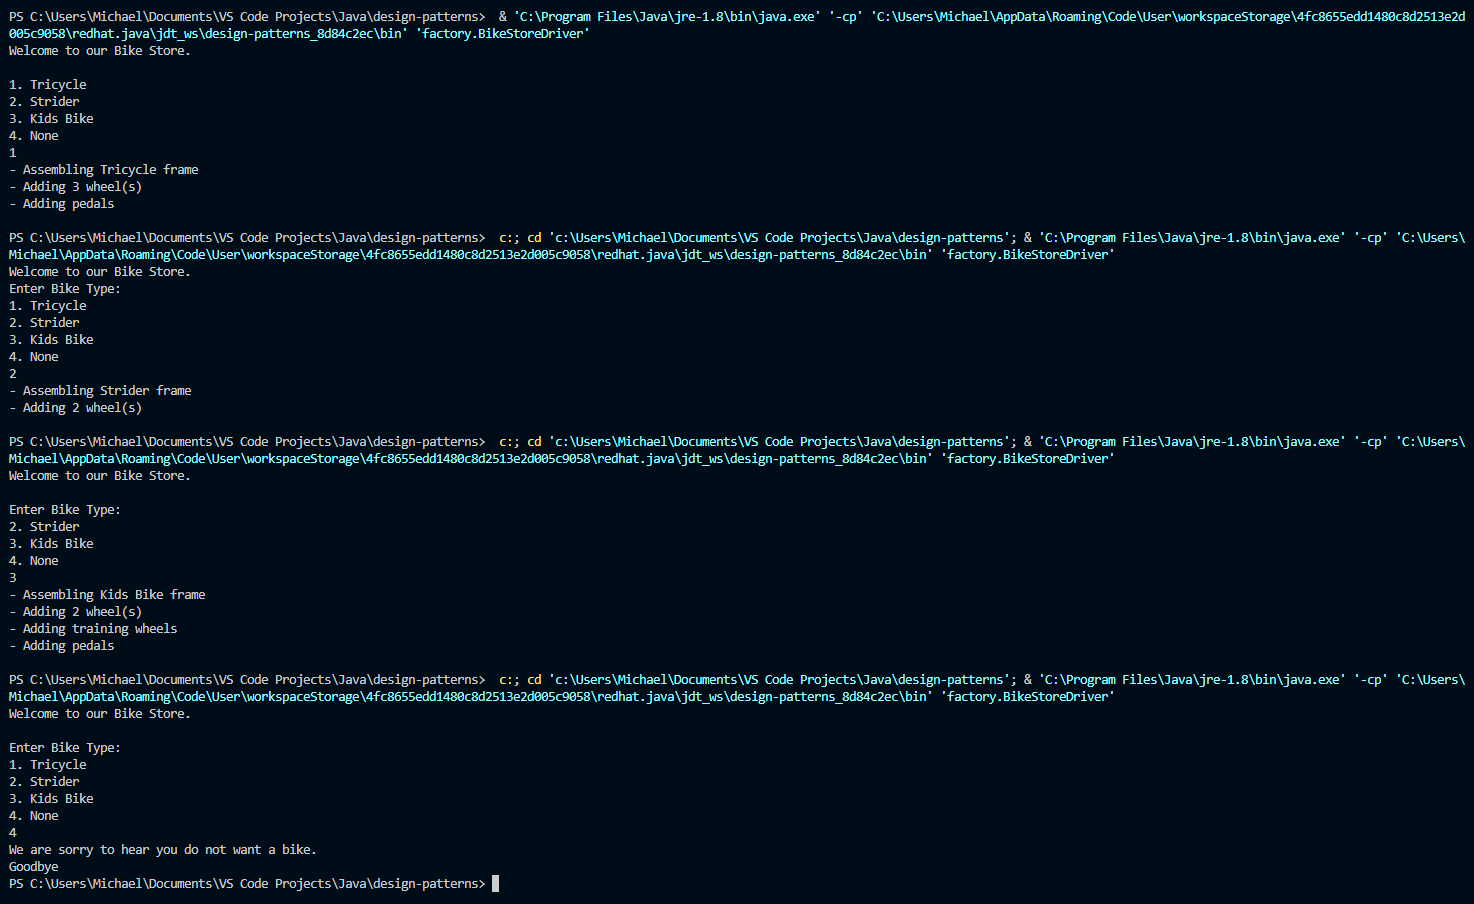 PS C:\Users\Michael\Documents\VS Code Projects\Java\design-patterns>  & 'C:\Program Files\Java\jre-1.8\bin\java.exe' '-cp' 'C:\Users\Michael\AppData\Roaming\Code\User\workspaceStorage\4fc8655edd1480c8d2513e2d
005c9058\redhat.java\jdt_ws\design-patterns_8d84c2ec\bin' 'factory.BikeStoreDriver'
Welcome to our Bike Store.
1. Tricycle
2. Strider
3. Kids Bike
4. None
1
- Assembling Tricycle frame
- Adding 3 wheel(s)
- Adding pedals
PS C:\Users\Michael\Documents\VS Code Projects\Java\design-patterns>  c:; cd 'c:\Users\Michael\Documents\VS Code Projects\Java\design-patterns'; & 'C:\Program Files\Java\jre-1.8\bin\java.exe' '-cp' 'C:\Users\
Michael\AppData\Roaming\Code\User\workspaceStorage\4fc8655edd1480c8d2513e2d005c9058\redhat.java\jdt_ws\design-patterns_8d84c2ec\bin' 'factory.BikeStoreDriver'
Welcome to our Bike Store.
Enter Bike Type:
1. Tricycle
2. Strider
3. Kids Bike
4. None
2
- Assembling Strider frame
- Adding 2 wheel(s)
PS C:\Users\Michael\Documents\VS Code Projects\Java\design-patterns>  c:; cd 'c:\Users\Michael\Documents\VS Code Projects\Java\design-patterns'; & 'C:\Program Files\Java\jre-1.8\bin\java.exe' '-cp' 'C:\Users\
Michael\AppData\Roaming\Code\User\workspaceStorage\4fc8655edd1480c8d2513e2d005c9058\redhat.java\jdt_ws\design-patterns_8d84c2ec\bin' 'factory.BikeStoreDriver'
Welcome to our Bike Store.
Enter Bike Type:
2. Strider
3. Kids Bike
4. None
3
- Assembling Kids Bike frame
- Adding 2 wheel(s)
- Adding training wheels
- Adding pedals
PS C:\Users\Michael\Documents\VS Code Projects\Java\design-patterns>  c:; cd 'c:\Users\Michael\Documents\VS Code Projects\Java\design-patterns'; & 'C:\Program Files\Java\jre-1.8\bin\java.exe' '-cp' 'C:\Users\
Michael\AppData\Roaming\Code\User\workspaceStorage\4fc8655edd1480c8d2513e2d005c9058\redhat.java\jdt_ws\design-patterns_8d84c2ec\bin' 'factory.BikeStoreDriver'
Welcome to our Bike Store.
Enter Bike Type:
1. Tricycle
2. Strider
3. Kids Bike
4. None
4
We are sorry to hear you do not want a bike.
Goodbye
PS C:\Users\Michael\Documents\VS Code Projects\Java\design-patterns>